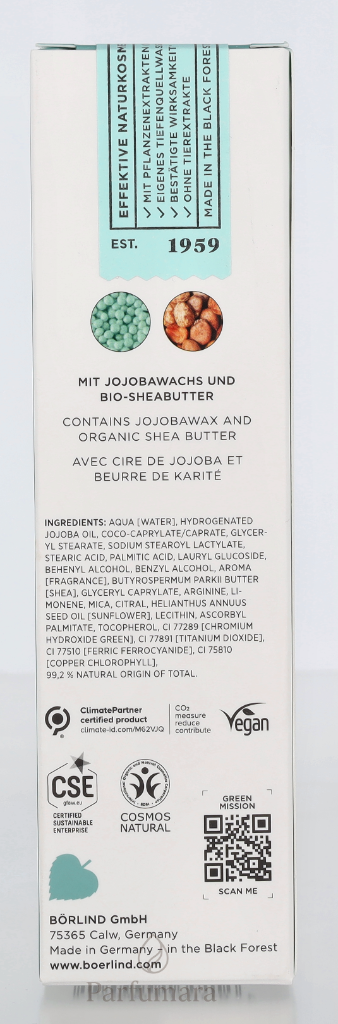 EFFEKTIVE NATURKOSM
✓ MIT PFLANZENEXTRAKTEN
✓ EIGENES TIEFENQUELLWAS
✓ BESTÄTIGTE WIRKSAMKEIT
✓ OHNE TIEREXTRAKTE
MADE IN THE BLACK FORES
EST. 1959
MIT JOJOBAWACHS UND
BIO-SHEABUTTER
CONTAINS JOJOBAWAX AND
ORGANIC SHEA BUTTER
AVEC CIRE DE JOJOBA ET
BEURRE DE KARITÉ
INGREDIENTS: AQUA [WATER], HYDROGENATED
JOJOBA OIL, COCO-CAPRYLATE/CAPRATE, GLYCER-
YL STEARATE, SODIUM STEAROYL LACTYLATE,
STEARIC ACID, PALMITIC ACID, LAURYL GLUCOSIDE,
BEHENYL ALCOHOL, BENZYL ALCOHOL, AROMA
[FRAGRANCE], BUTYROSPERMUM PARKII BUTTER
[SHEA], GLYCERYL CAPRYLATE, ARGININE, LI-
MONENE, MICA, CITRAL, HELIANTHUS ANNUUS
SEED OIL [SUNFLOWER], LECITHIN, ASCORBYL
PALMITATE, TOCOPHEROL, CI 77289 [CHROMIUM
HYDROXIDE GREEN], CI 77891 [TITANIUM DIOXIDE],
CI 77510 [FERRIC FERROCYANIDE], CI 75810
[COPPER CHLOROPHYLL],
99,2 % NATURAL ORIGIN OF TOTAL.
ClimatePartner
certified product
climate-id.com/M62VJQ
CO₂
measure
reduce
contribute
Vegan
CSE
gfaw.eu
CERTIFIED
SUSTAINABLE
ENTERPRISE
COSMOS
NATURAL
GREEN
MISSION
SCAN ME
BÖRLIND GmbH
75365 Calw, Germany
Made in Germany – in the Black Forest
www.boerlind.com
Parfumara